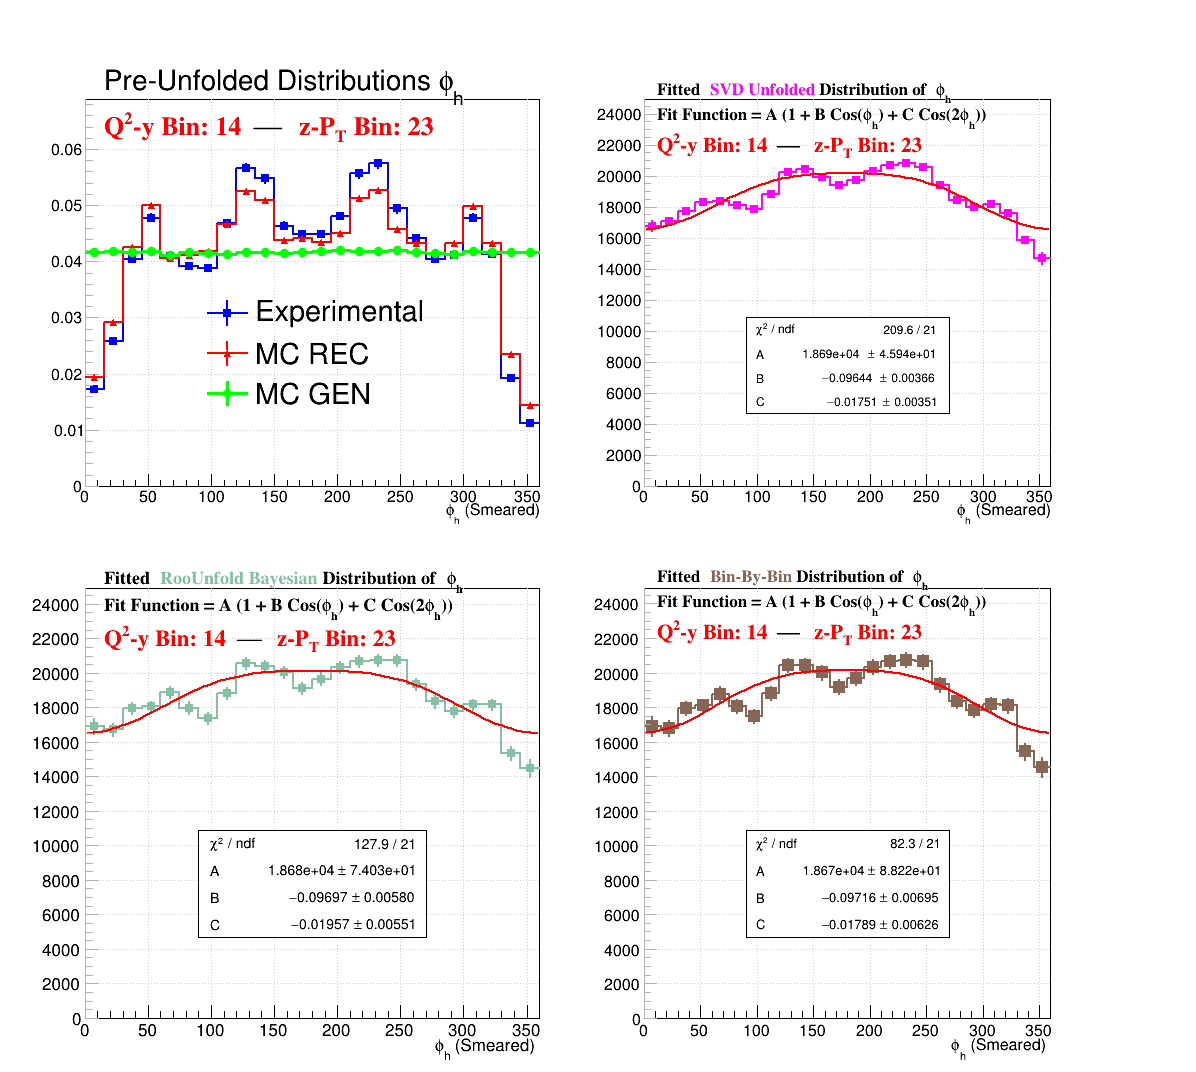 Pre-Unfolded Distributions ϕh
Q²-y Bin: 14 — z-PT Bin: 23
0.06
0.05
0.04
0.03
0.02
0.01
0
Experimental
MC REC
MC GEN
0 50 100 150 200 250 300 350
ϕh (Smeared)
Fitted SVD Unfolded Distribution of ϕh
Fit Function = A (1 + B Cos(ϕh) + C Cos(2ϕh))
Q²-y Bin: 14 — z-PT Bin: 23
24000
22000
20000
18000
16000
14000
12000
10000
8000
6000
4000
2000
0
χ² / ndf 209.6 / 21
A 1.869e+04 ± 4.594e+01
B −0.09644 ± 0.00366
C −0.01751 ± 0.00351
0 50 100 150 200 250 300 350
ϕh (Smeared)
Fitted RooUnfold Bayesian Distribution of ϕh
Fit Function = A (1 + B Cos(ϕh) + C Cos(2ϕh))
Q²-y Bin: 14 — z-PT Bin: 23
24000
22000
20000
18000
16000
14000
12000
10000
8000
6000
4000
2000
0
χ² / ndf 127.9 / 21
A 1.868e+04 ± 7.403e+01
B −0.09697 ± 0.00580
C −0.01957 ± 0.00551
0 50 100 150 200 250 300 350
ϕh (Smeared)
Fitted Bin-By-Bin Distribution of ϕh
Fit Function = A (1 + B Cos(ϕh) + C Cos(2ϕh))
Q²-y Bin: 14 — z-PT Bin: 23
24000
22000
20000
18000
16000
14000
12000
10000
8000
6000
4000
2000
0
χ² / ndf 82.3 / 21
A 1.867e+04 ± 8.822e+01
B −0.09716 ± 0.00695
C −0.01789 ± 0.00626
0 50 100 150 200 250 300 350
ϕh (Smeared)